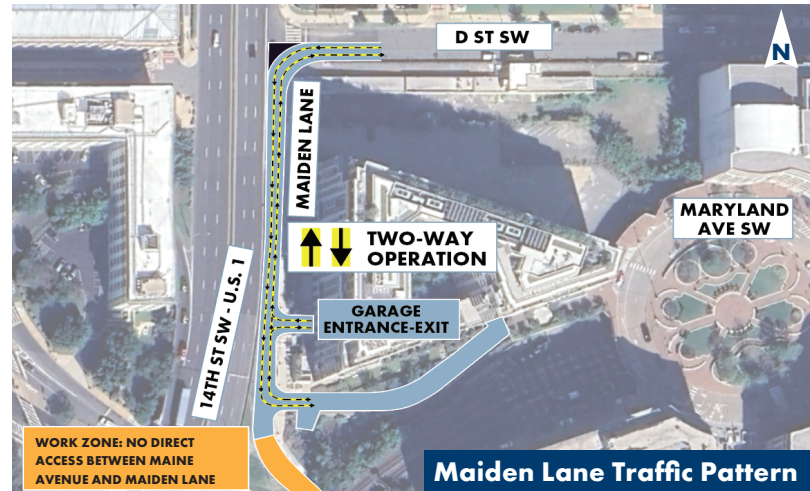 D ST SW
N
MAIDEN LANE
MARYLAND
AVE SW
TWO-WAY
OPERATION
14TH ST SW - U.S. 1
GARAGE
ENTRANCE-EXIT
WORK ZONE: NO DIRECT
ACCESS BETWEEN MAINE
AVENUE AND MAIDEN LANE
Maiden Lane Traffic Pattern